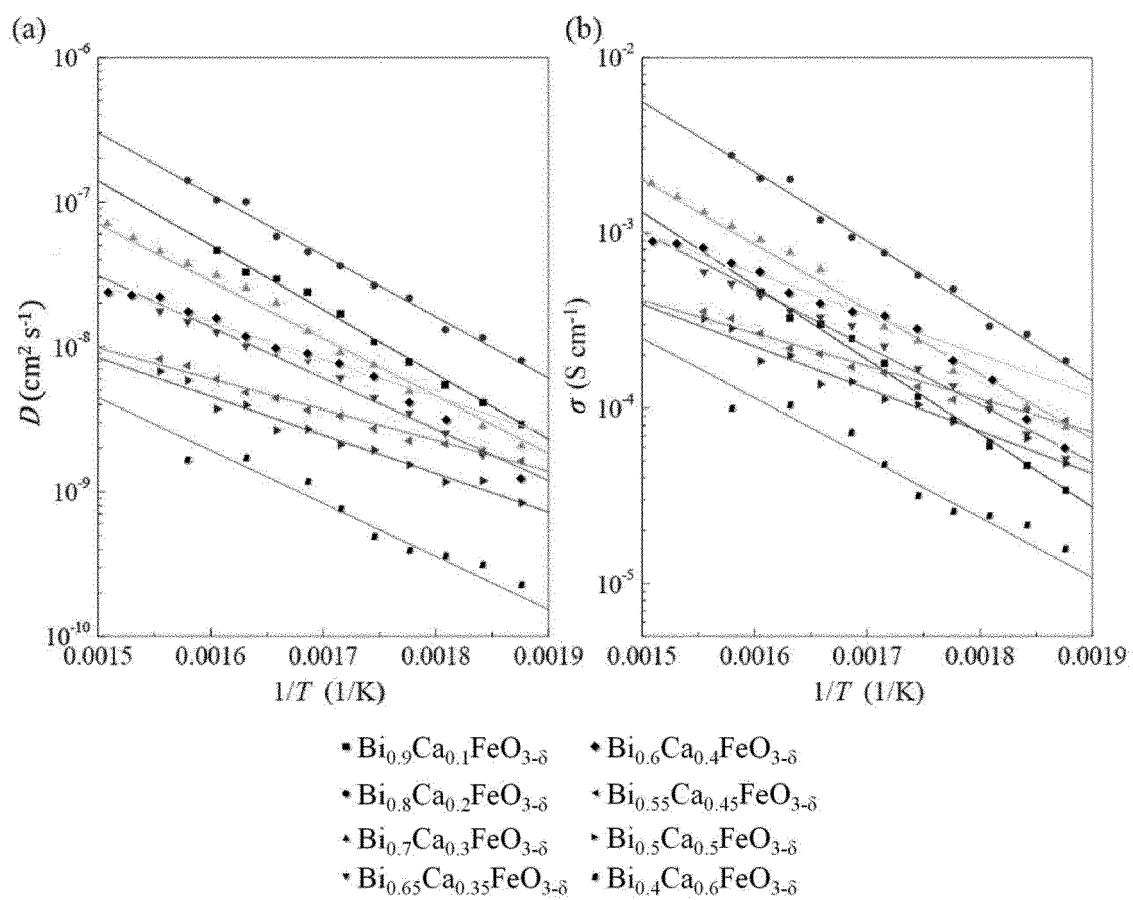 (a)
10⁻⁶
10⁻⁷
10⁻⁸
10⁻⁹
10⁻¹⁰
D (cm² s⁻¹)
0.0015 0.0016 0.0017 0.0018 0.0019
1/T (1/K)
(b)
10⁻²
10⁻³
10⁻⁴
10⁻⁵
σ (S cm⁻¹)
0.0015 0.0016 0.0017 0.0018 0.0019
1/T (1/K)
Bi₀.₉Ca₀.₁FeO₃₋δ
Bi₀.₈Ca₀.₂FeO₃₋δ
Bi₀.₇Ca₀.₃FeO₃₋δ
Bi₀.₆₅Ca₀.₃₅FeO₃₋δ
Bi₀.₆Ca₀.₄FeO₃₋δ
Bi₀.₅₅Ca₀.₄₅FeO₃₋δ
Bi₀.₅Ca₀.₅FeO₃₋δ
Bi₀.₄Ca₀.₆FeO₃₋δ